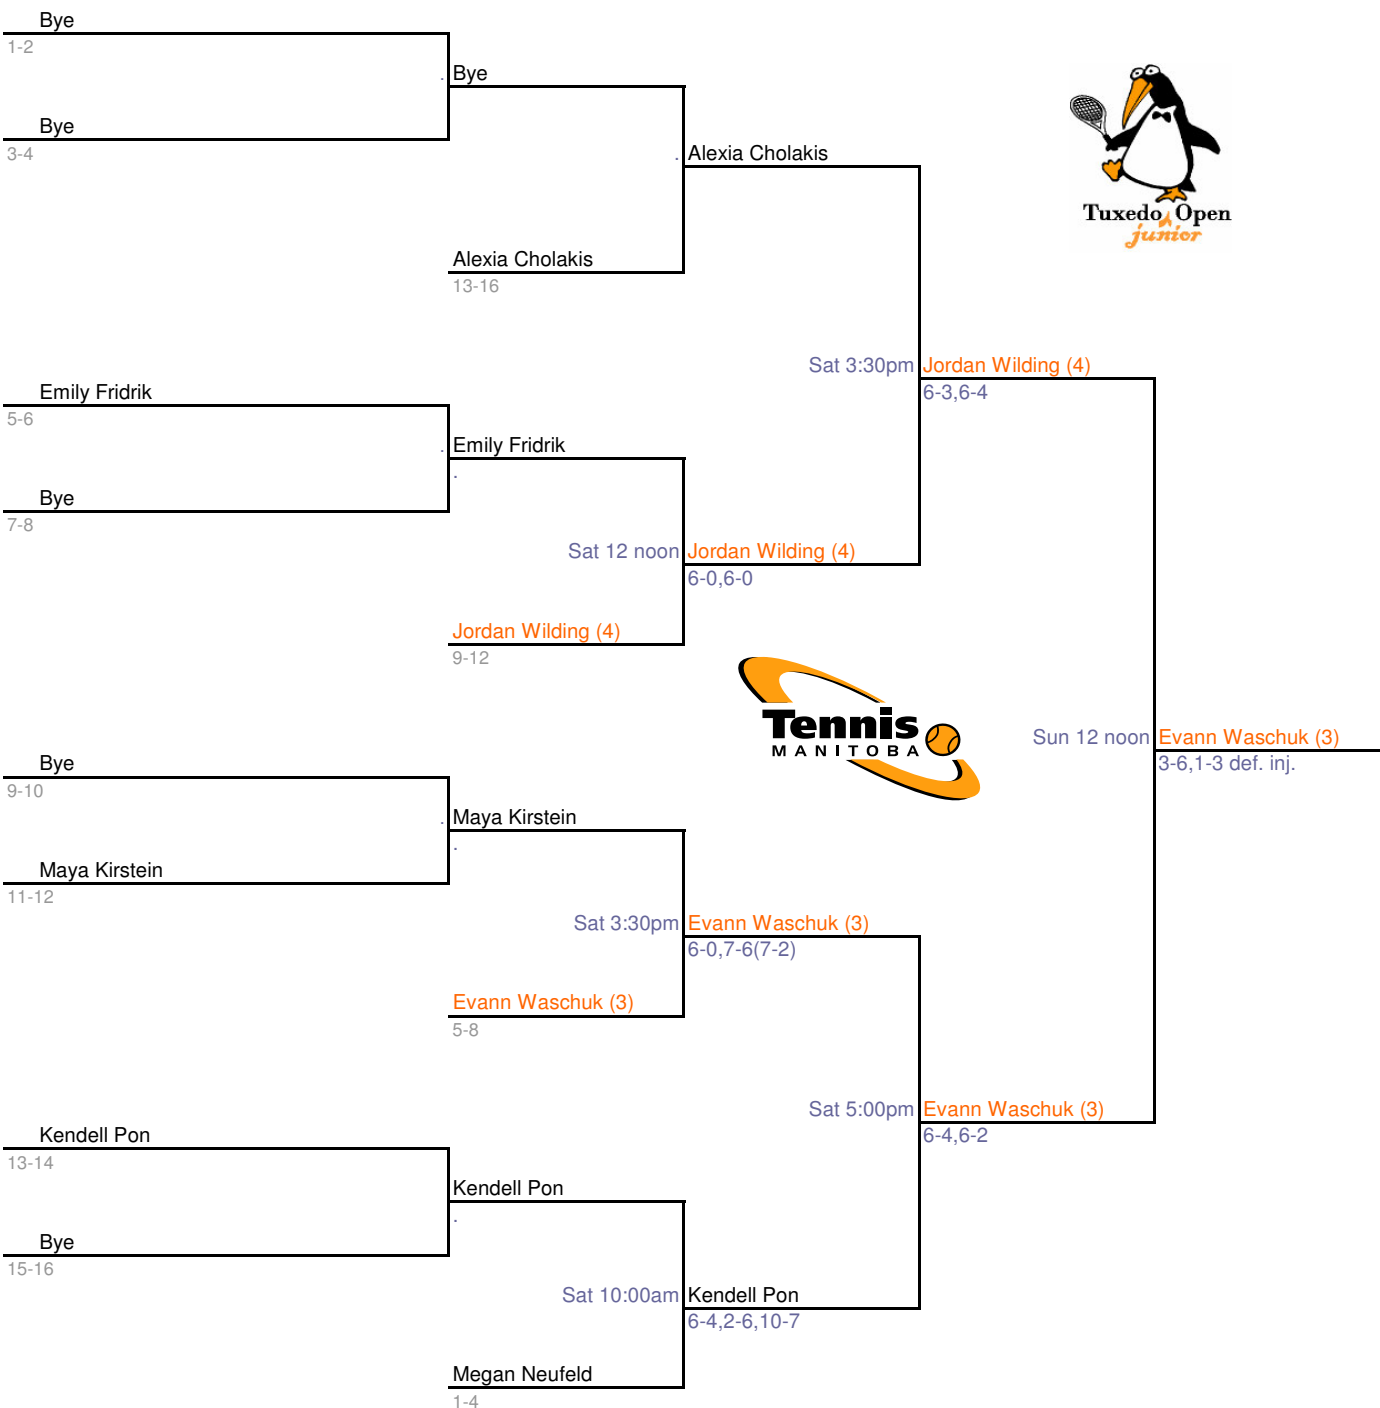 Bye
1-2
. Bye
Bye
3-4
. Alexia Cholakis
Tuxedo Open
junior
Alexia Cholakis
13-16
Sat 3:30pm Jordan Wilding (4)
6-3,6-4
Emily Fridrik
5-6
. Emily Fridrik
.
Bye
7-8
Sat 12 noon Jordan Wilding (4)
6-0,6-0
Jordan Wilding (4)
9-12
Tennis
MANITOBA
Sun 12 noon Evann Waschuk (3)
3-6,1-3 def. inj.
Bye
9-10
. Maya Kirstein
.
Maya Kirstein
11-12
Sat 3:30pm Evann Waschuk (3)
6-0,7-6(7-2)
Evann Waschuk (3)
5-8
Sat 5:00pm Evann Waschuk (3)
6-4,6-2
Kendell Pon
13-14
Kendell Pon
.
Bye
15-16
Sat 10:00am Kendell Pon
6-4,2-6,10-7
Megan Neufeld
1-4